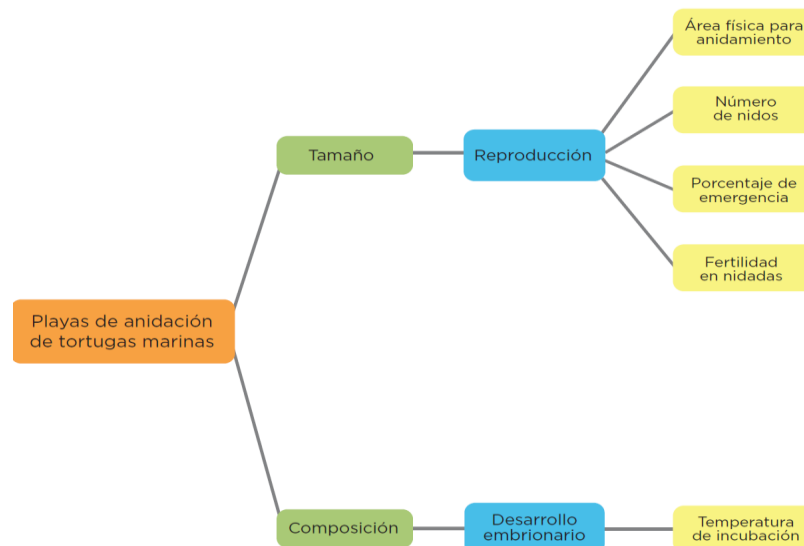 Área física para
anidamiento
Número
de nidos
Tamaño
Reproducción
Porcentaje de
emergencia
Fertilidad
en nidadas
Playas de anidación
de tortugas marinas
Composición
Desarrollo
embrionario
Temperatura
de incubación